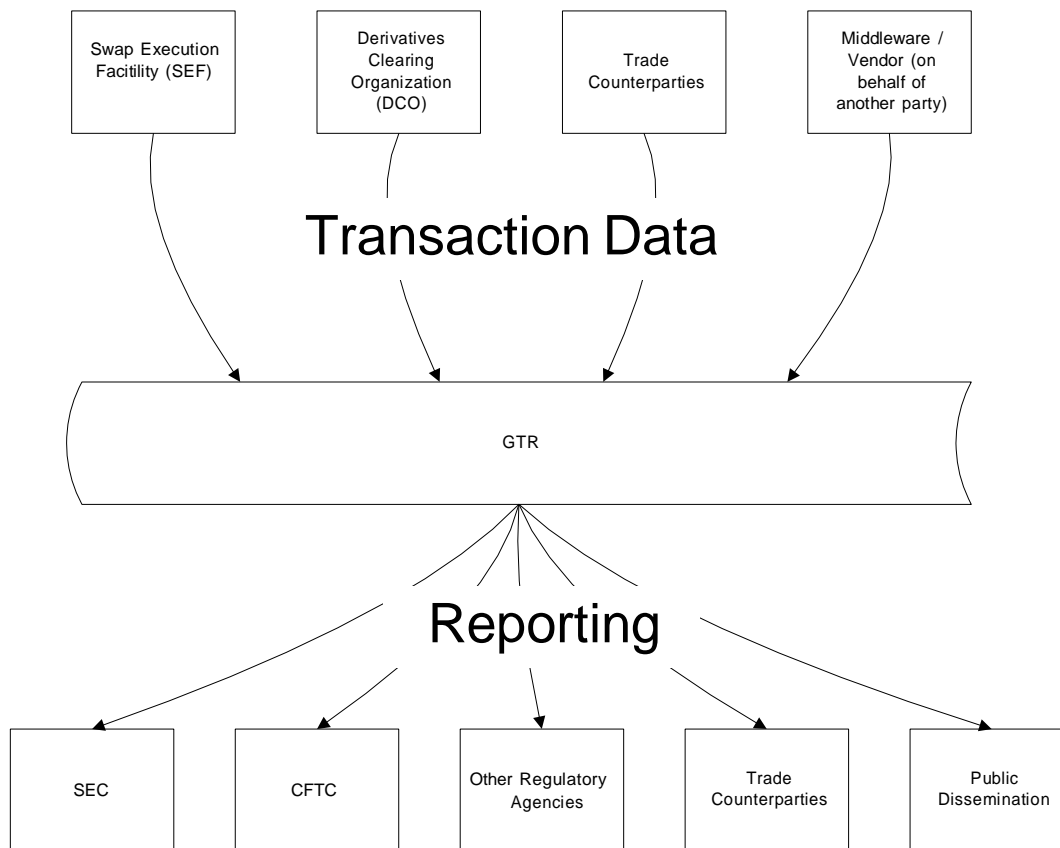 Swap Execution
Facitility (SEF)
Derivatives
Clearing
Organization
(DCO)
Trade
Counterparties
Middleware /
Vendor (on
behalf of
another party)
Transaction Data
GTR
Reporting
SEC
CFTC
Other Regulatory
Agencies
Trade
Counterparties
Public
Dissemination